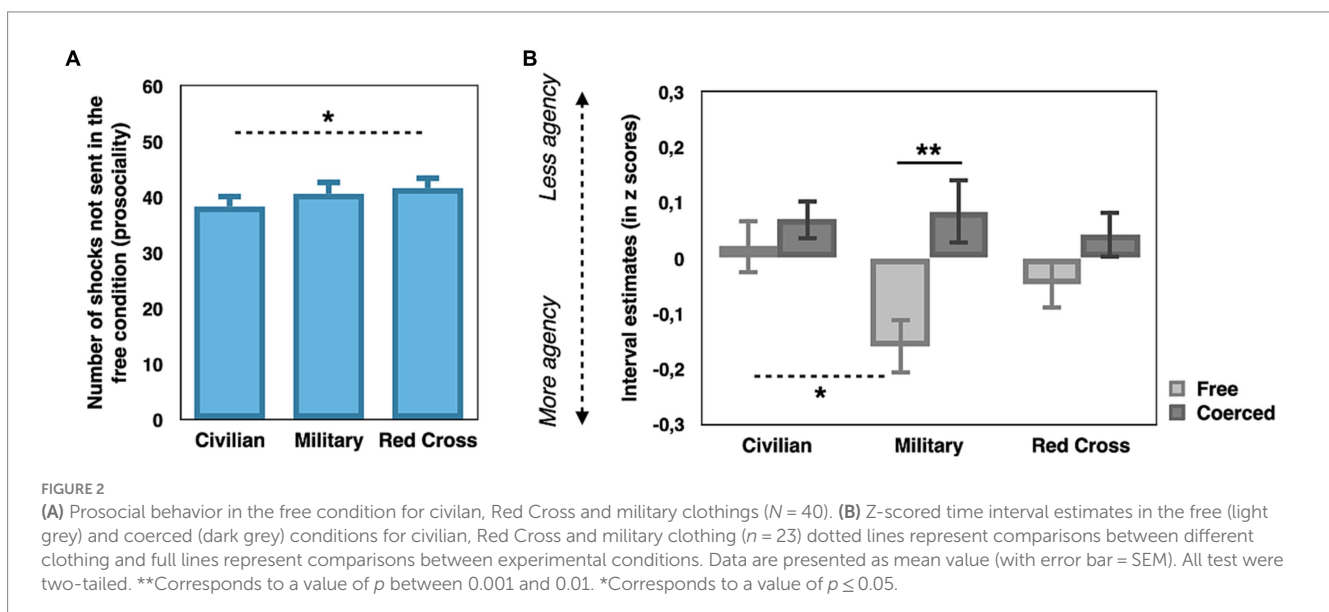 A
Number of shocks not sent in the
free condition (prosociality)
60
50
40
30
20
10
0
*
Civilian
Military
Red Cross
B
Less agency
More agency
Interval estimates (in z scores)
0,3
0,2
0,1
0
-0,1
-0,2
-0,3
**
*
Civilian
Military
Red Cross
Free
Coerced
FIGURE 2
(A) Prosocial behavior in the free condition for civilan, Red Cross and military clothings (N = 40). (B) Z-scored time interval estimates in the free (light
grey) and coerced (dark grey) conditions for civilian, Red Cross and military clothing (n = 23) dotted lines represent comparisons between different
clothing and full lines represent comparisons between experimental conditions. Data are presented as mean value (with error bar = SEM). All test were
two-tailed. **Corresponds to a value of p between 0.001 and 0.01. *Corresponds to a value of p ≤ 0.05.